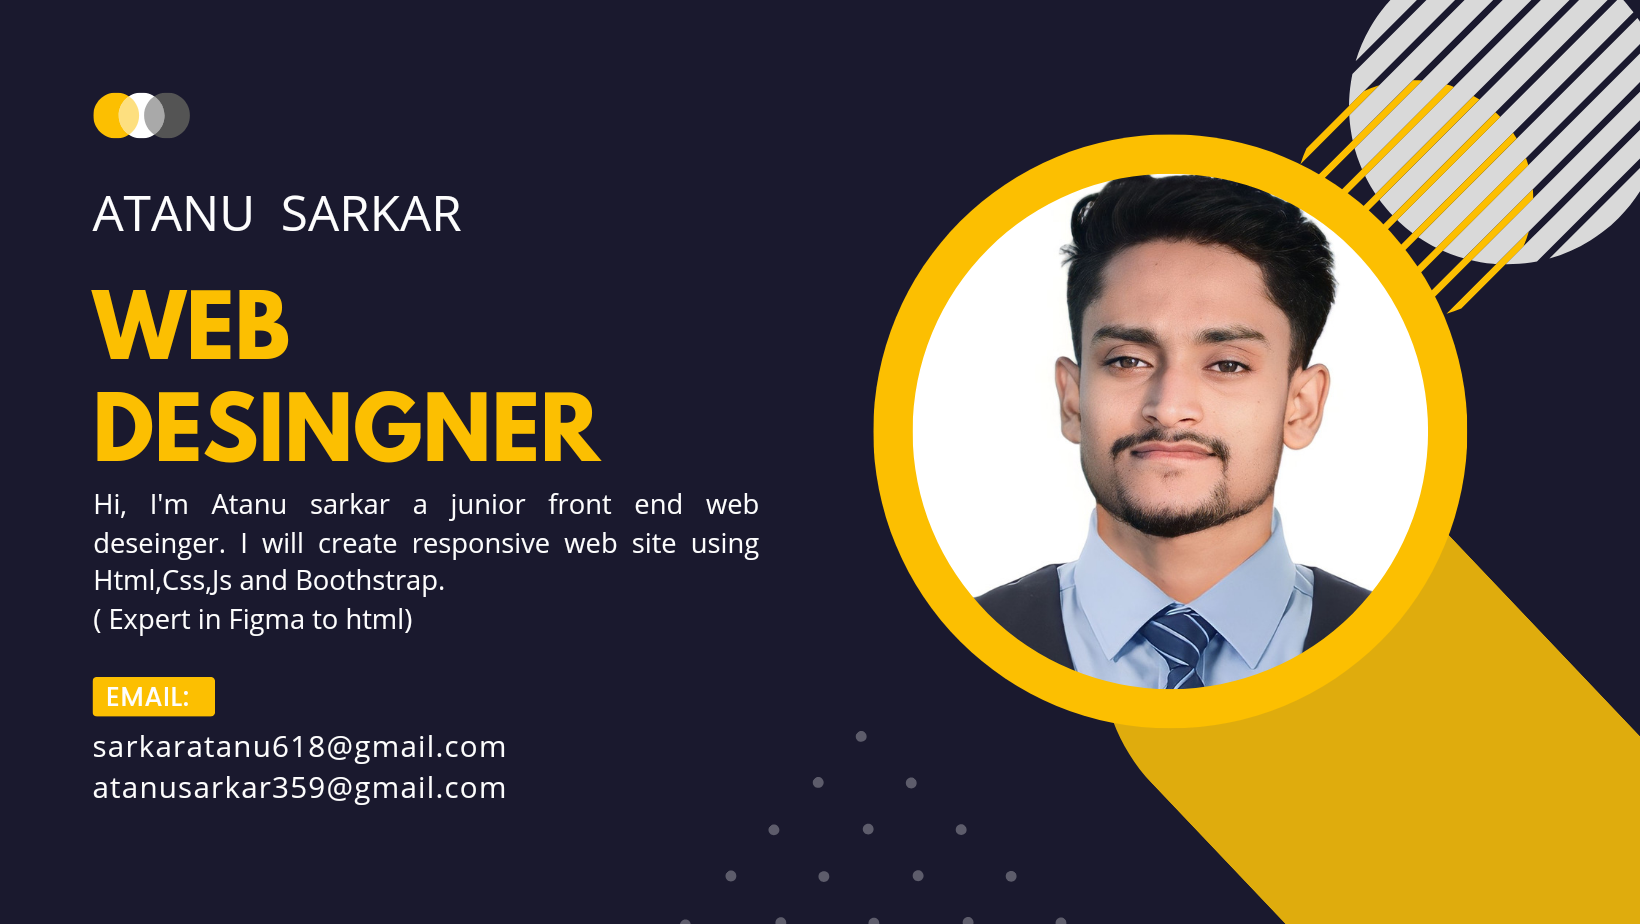 ATANU SARKAR
WEB
DESINGNER
Hi, I'm Atanu sarkar a junior front end web
deseinger. I will create responsive web site using
Html,Css,Js and Boothstrap.
( Expert in Figma to html)
EMAIL:
sarkaratanu618@gmail.com
atanusarkar359@gmail.com